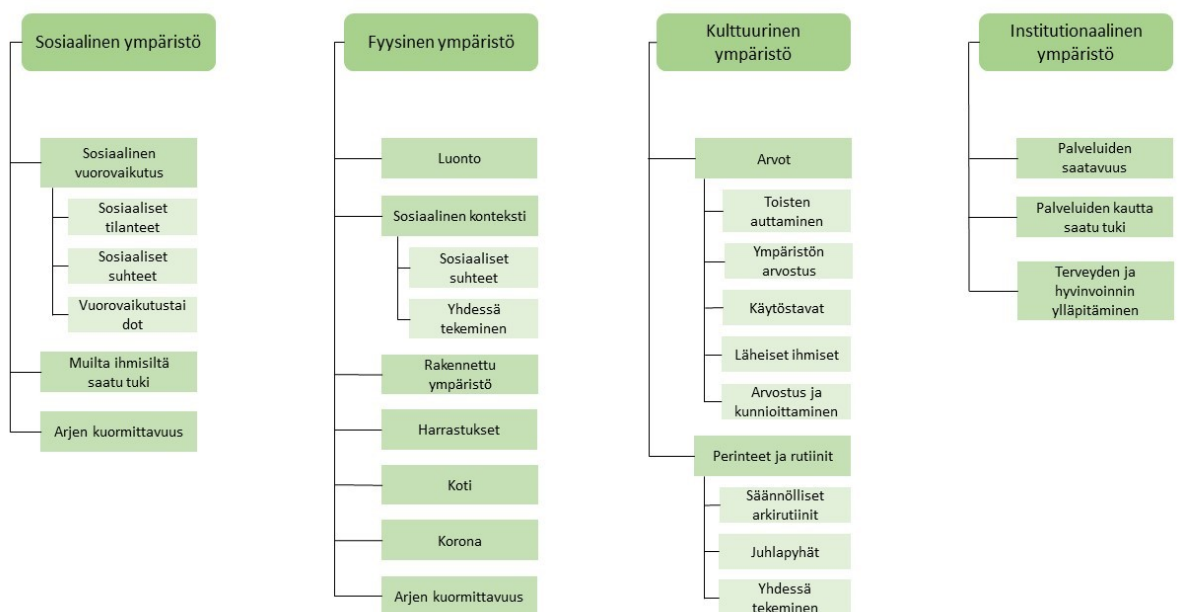 Sosiaalinen ympäristö
Sosiaalinen
vuorovaikutus
Sosiaaliset
tilanteet
Sosiaaliset
suhteet
Vuorovaikutustai
dot
Muilta ihmisiltä
saatu tuki
Arjen kuormittavuus
Fyysinen ympäristö
Luonto
Sosiaalinen konteksti
Sosiaaliset
suhteet
Yhdessä
tekeminen
Rakennettu
ympäristö
Harrastukset
Koti
Korona
Arjen kuormittavuus
Kulttuurinen
ympäristö
Arvot
Toisten
auttaminen
Ympäristön
arvostus
Käytöstavat
Läheiset ihmiset
Arvostus ja
kunnioittaminen
Perinteet ja rutiinit
Säännölliset
arkirutiinit
Juhlapyhät
Yhdessä
tekeminen
Institutionaalinen
ympäristö
Palveluiden
saatavuus
Palveluiden kautta
saatu tuki
Terveyden ja
hyvinvoinnin
ylläpitäminen